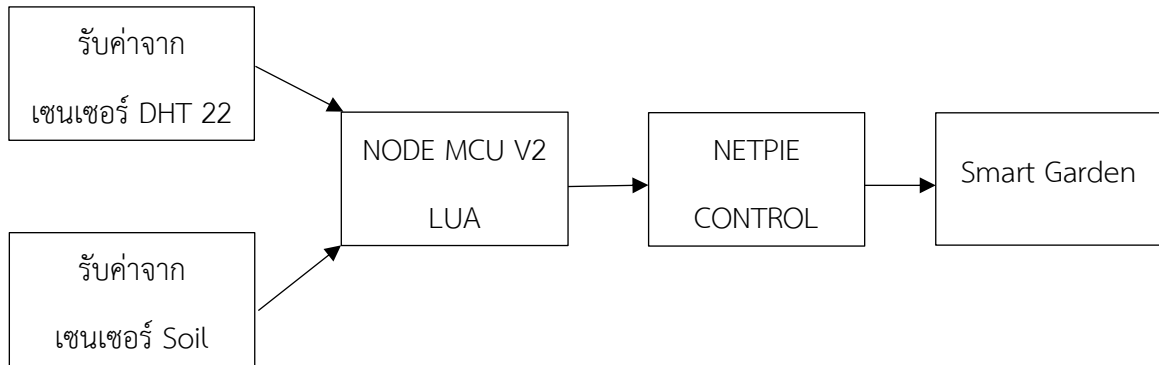 รับค่าจาก
เซนเซอร์ DHT 22
รับค่าจาก
เซนเซอร์ Soil
NODE MCU V2
LUA
NETPIE
CONTROL
Smart Garden